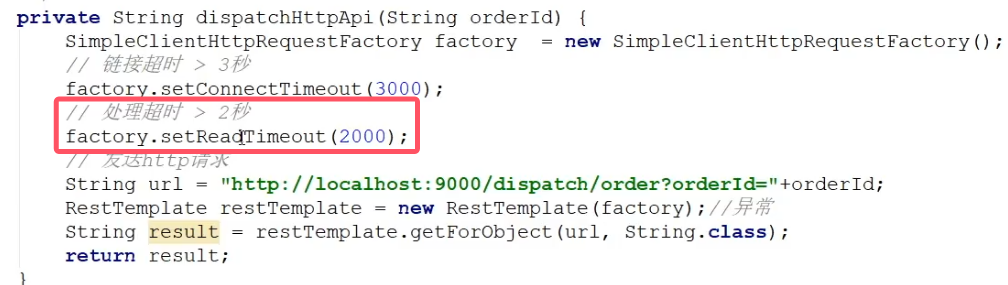 private String dispatchHttpApi(String orderId) {
SimpleClientHttpRequestFactory factory  = new SimpleClientHttpRequestFactory();
// 链接超时 > 3秒
factory.setConnectTimeout(3000);
// 处理超时 > 2秒
factory.setReadTimeout(2000);
// 发送http请求
String url = "http://localhost:9000/dispatch/order?orderId="+orderId;
RestTemplate restTemplate = new RestTemplate(factory);//异常
String result = restTemplate.getForObject(url, String.class);
return result;
}